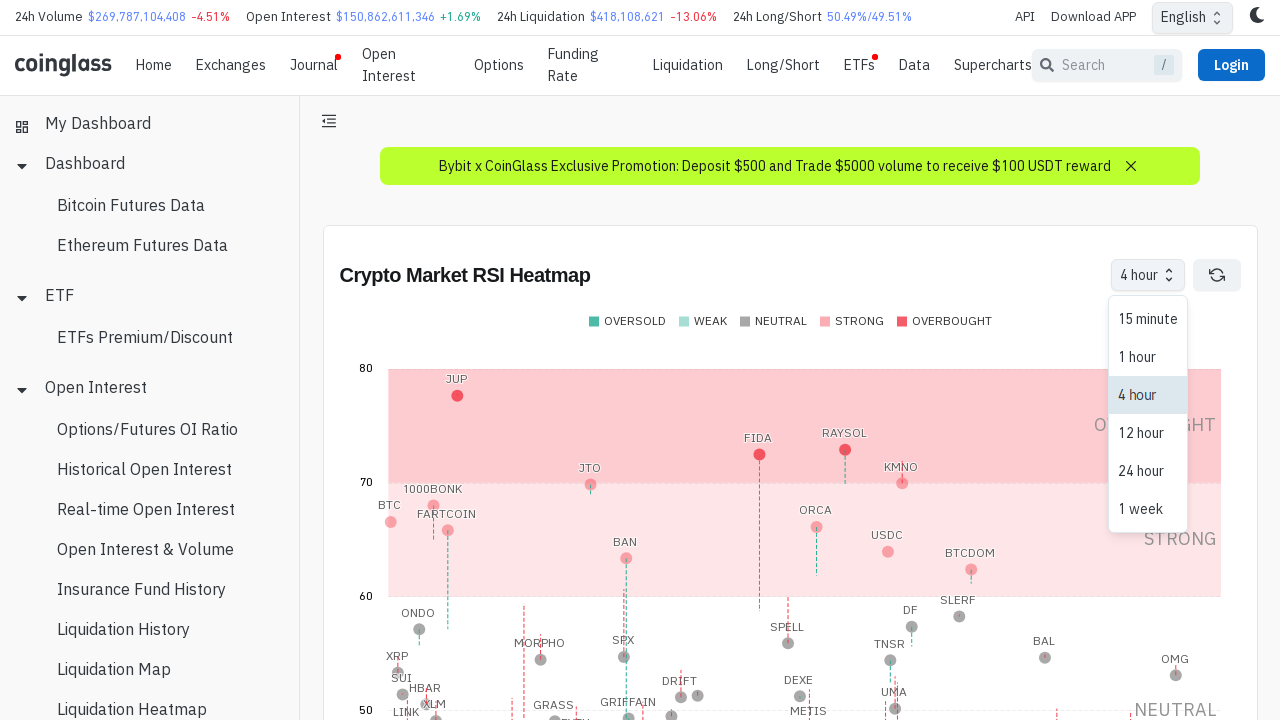 24h Volume $269,787,104,408 -4.51% Open Interest $150,862,611,346 +1.69% 24h Liquidation $418,108,621 -13.06% 24h Long/Short 50.49%/49.51% API Download APP English
coinglass Home Exchanges Journal Open Interest Options Funding Rate Liquidation Long/Short ETFs Data Supercharts Search / Login
My Dashboard
Dashboard
Bitcoin Futures Data
Ethereum Futures Data
ETF
ETFs Premium/Discount
Open Interest
Options/Futures OI Ratio
Historical Open Interest
Real-time Open Interest
Open Interest & Volume
Insurance Fund History
Liquidation History
Liquidation Map
Liquidation Heatmap
Bybit x CoinGlass Exclusive Promotion: Deposit $500 and Trade $5000 volume to receive $100 USDT reward
Crypto Market RSI Heatmap
4 hour
15 minute
1 hour
4 hour
12 hour
24 hour
1 week
OVERSOLD WEAK NEUTRAL STRONG OVERBOUGHT
80
JUP
FIDA RAYSOL
JTO KMNO
70
1000BONK
BTC FARTCOIN ORCA
BAN USDC
BTCDOM
STRONG
60
ONDO SLERF
DF
SPELL
MORPHO SPX TNSR BAL
XRP OMG
SUI DRIFT DEXE
HBAR UMA
XLM GRASS GRIFFAIN
LINK METIS
50 NEUTRAL